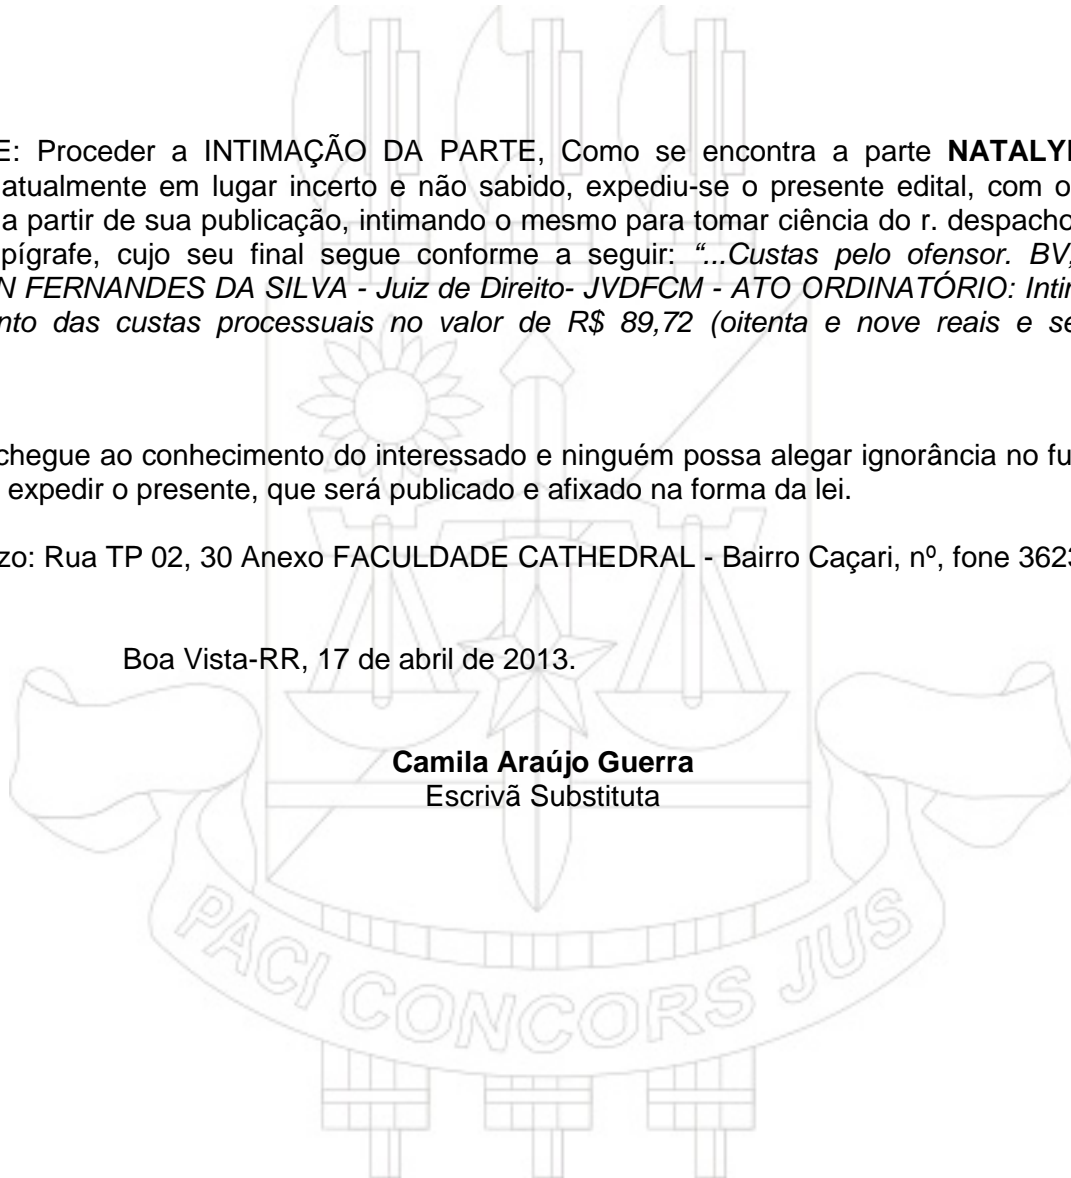 E: Proceder a INTIMAÇÃO DA PARTE, Como se encontra a parte NATALYI
atualmente em lugar incerto e não sabido, expediu-se o presente edital, com o
a partir de sua publicação, intimando o mesmo para tomar ciência do r. despacho
pígrafe, cujo seu final segue conforme a seguir: “...Custas pelo ofensor. BV,
N FERNANDES DA SILVA - Juiz de Direito- JVDFCM - ATO ORDINATÓRIO: Intir
nto das custas processuais no valor de R$ 89,72 (oitenta e nove reais e se
chegue ao conhecimento do interessado e ninguém possa alegar ignorância no fu
expedir o presente, que será publicado e afixado na forma da lei.
zo: Rua TP 02, 30 Anexo FACULDADE CATHEDRAL - Bairro Caçari, nº, fone 3623
Boa Vista-RR, 17 de abril de 2013.
Camila Araújo Guerra
Escrivã Substituta
PACI CONCORS JUS